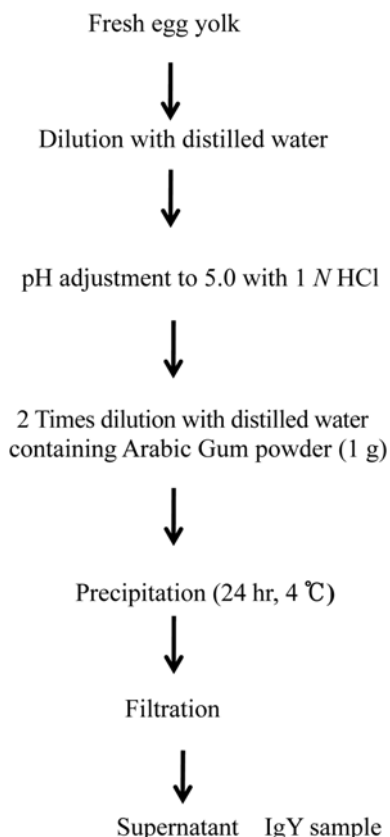 Fresh egg yolk
Dilution with distilled water
pH adjustment to 5.0 with 1 N HCl
2 Times dilution with distilled water
containing Arabic Gum powder (1 g)
Precipitation (24 hr, 4 ℃)
Filtration
Supernatant IgY sample